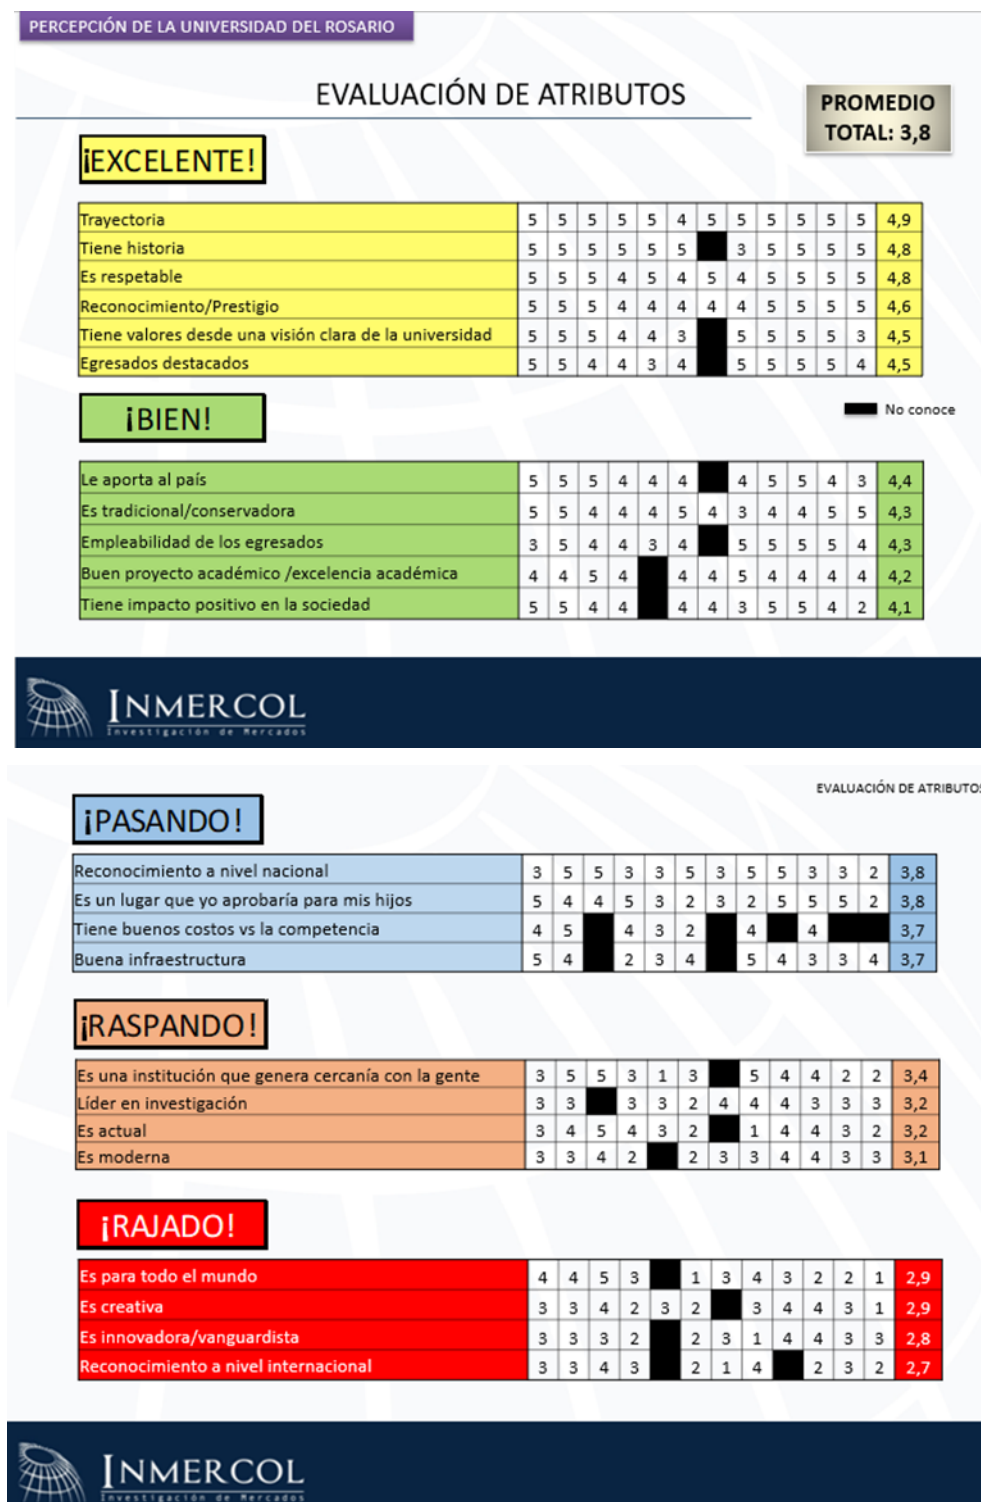 PERCEPCIÓN DE LA UNIVERSIDAD DEL ROSARIO
EVALUACIÓN DE ATRIBUTOS
PROMEDIO
TOTAL: 3,8
¡EXCELENTE!
Trayectoria 5 5 5 5 5 4 5 5 5 5 5 5 4,9
Tiene historia 5 5 5 5 5 5 3 5 5 5 5 4,8
Es respetable 5 5 5 4 5 4 5 4 5 5 5 5 4,8
Reconocimiento/Prestigio 5 5 5 4 4 4 4 4 5 5 5 5 4,6
Tiene valores desde una visión clara de la universidad 5 5 5 4 4 3 5 5 5 5 3 4,5
Egresados destacados 5 5 4 4 3 4 5 5 5 5 4 4,5
¡BIEN!
No conoce
Le aporta al país 5 5 5 4 4 4 4 5 5 4 3 4,4
Es tradicional/conservadora 5 5 4 4 4 5 4 3 4 4 5 5 4,3
Empleabilidad de los egresados 3 5 4 4 3 4 5 5 5 5 4 4,3
Buen proyecto académico /excelencia académica 4 4 5 4 4 4 5 4 4 4 4 4,2
Tiene impacto positivo en la sociedad 5 5 4 4 4 4 3 5 5 4 2 4,1
INMERCOL
Investigación de Mercados
EVALUACIÓN DE ATRIBUTOS
¡PASANDO!
Reconocimiento a nivel nacional 3 5 5 3 3 5 3 5 5 3 3 2 3,8
Es un lugar que yo aprobaría para mis hijos 5 4 4 5 3 2 3 2 5 5 5 2 3,8
Tiene buenos costos vs la competencia 4 5 4 3 2 4 4 3,7
Buena infraestructura 5 4 2 3 4 5 4 3 3 4 3,7
¡RASPANDO!
Es una institución que genera cercanía con la gente 3 5 5 3 1 3 5 4 4 2 2 3,4
Líder en investigación 3 3 3 3 2 4 4 4 3 3 3 3,2
Es actual 3 4 5 4 3 2 1 4 4 3 2 3,2
Es moderna 3 3 4 2 2 3 3 4 4 3 3 3,1
¡RAJADO!
Es para todo el mundo 4 4 5 3 1 3 4 3 2 2 1 2,9
Es creativa 3 3 4 2 3 2 3 4 4 3 1 2,9
Es innovadora/vanguardista 3 3 3 2 2 3 1 4 4 3 3 2,8
Reconocimiento a nivel internacional 3 3 4 3 2 1 4 2 3 2 2,7
INMERCOL
Investigación de Mercados